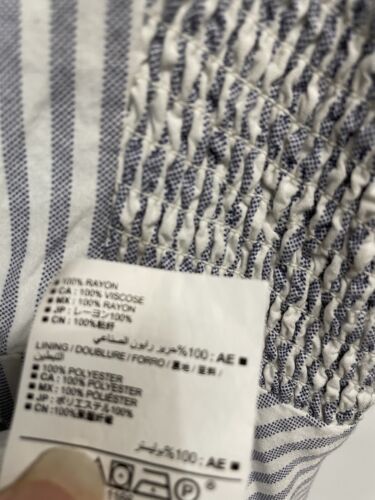 100% RAYON
CA : 100% VISCOSE
MX : 100% RAYON
JP : レーヨン100%
CN : 100%粘纤
AE : 100% حرير رايون الصناعي
LINING / DOUBLURE / FORRO / 裏地 / 里料 /
التبطين
100% POLYESTER
CA : 100% POLYESTER
MX : 100% POLIÉSTER
JP : ポリエステル100%
CN : 100%聚酯纤维
AE : 100% بوليستر
P